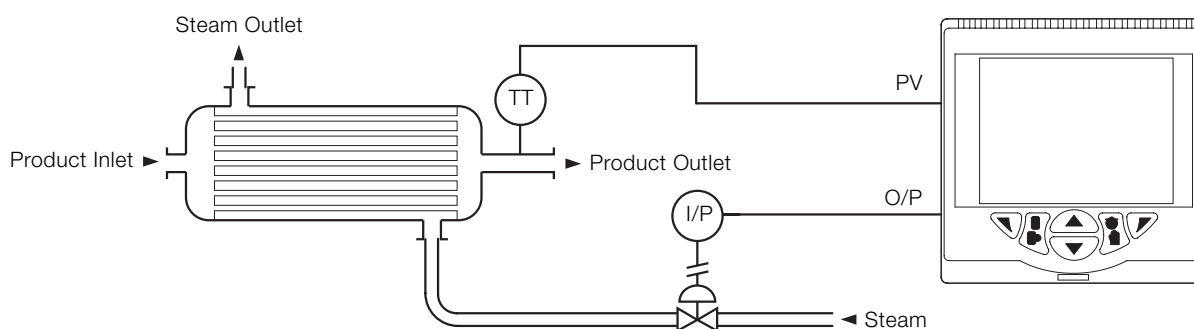 Steam Outlet
TT
PV
Product Inlet
Product Outlet
I/P
O/P
Steam